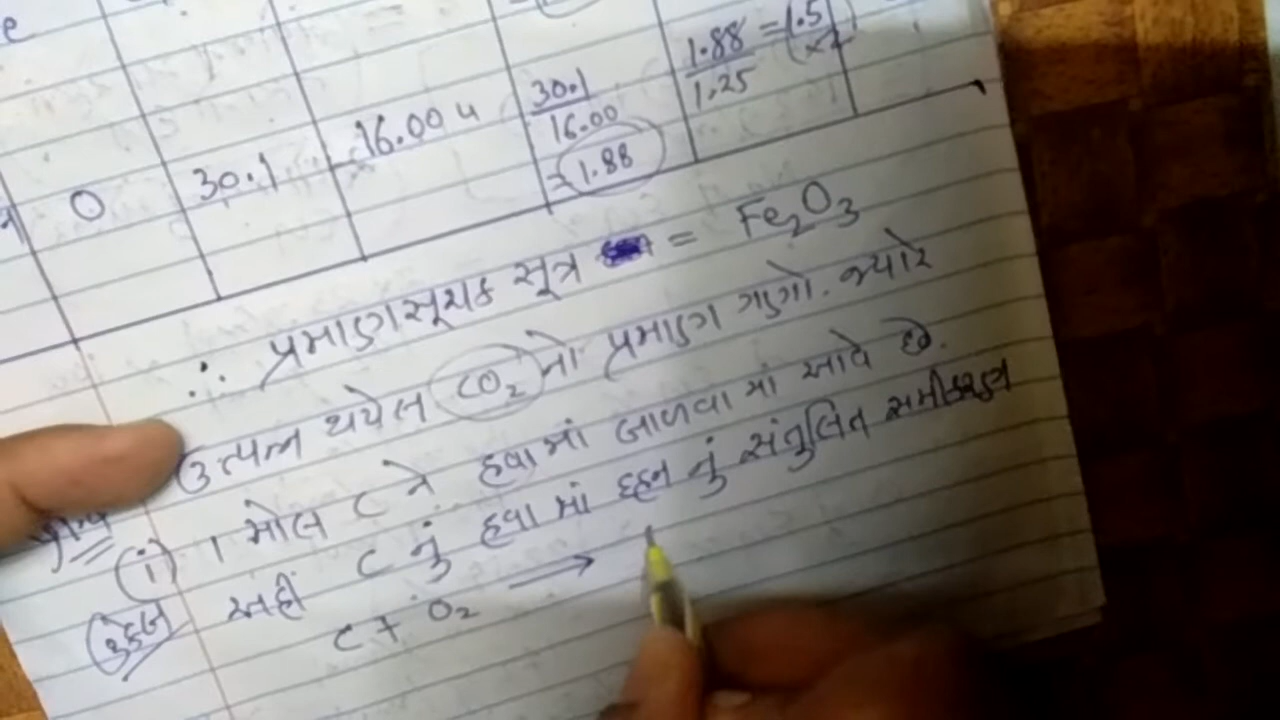 e
1.88/1.25 = 1.5
O 30.1 16.00 u 30.1/16.00 = 1.88
∴ પ્રમાણસૂચક સૂત્ર = Fe₂O₃
ઉત્પન્ન થયેલ CO₂ નો પ્રમાણ ગણો. જ્યારે
(i) 1 મોલ C ને હવામાં બાળવા માં આવે છે.
ઉકેલ અહીં C નું હવા માં દહન નું સંતુલિત સમીકરણ
C + O₂ →